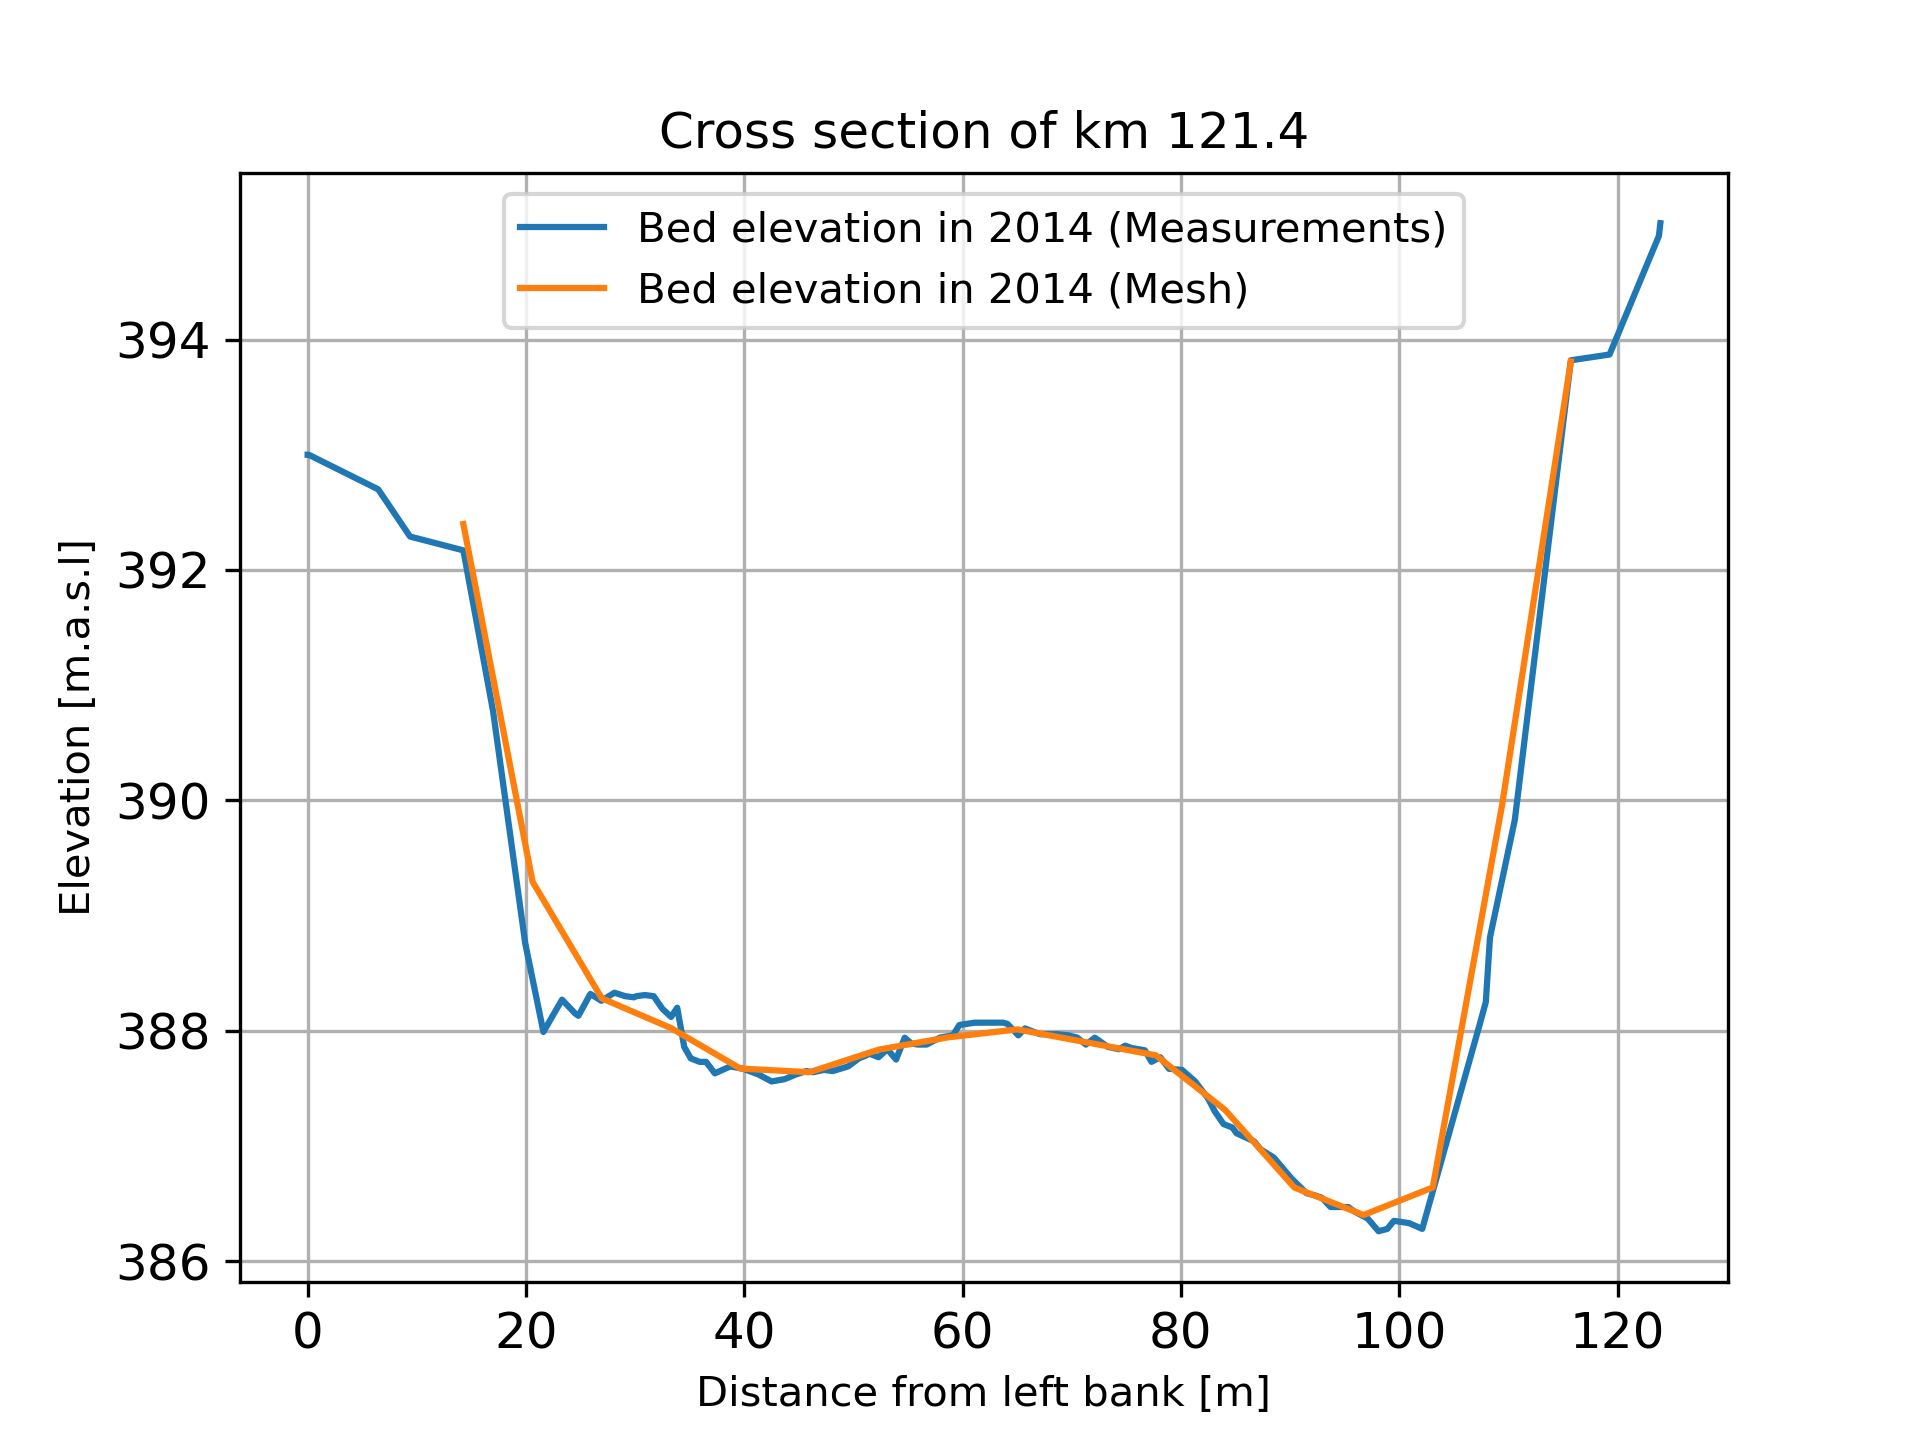 Cross section of km 121.4
Bed elevation in 2014 (Measurements)
Bed elevation in 2014 (Mesh)
Elevation [m.a.s.l]
394
392
390
388
386
0 20 40 60 80 100 120
Distance from left bank [m]